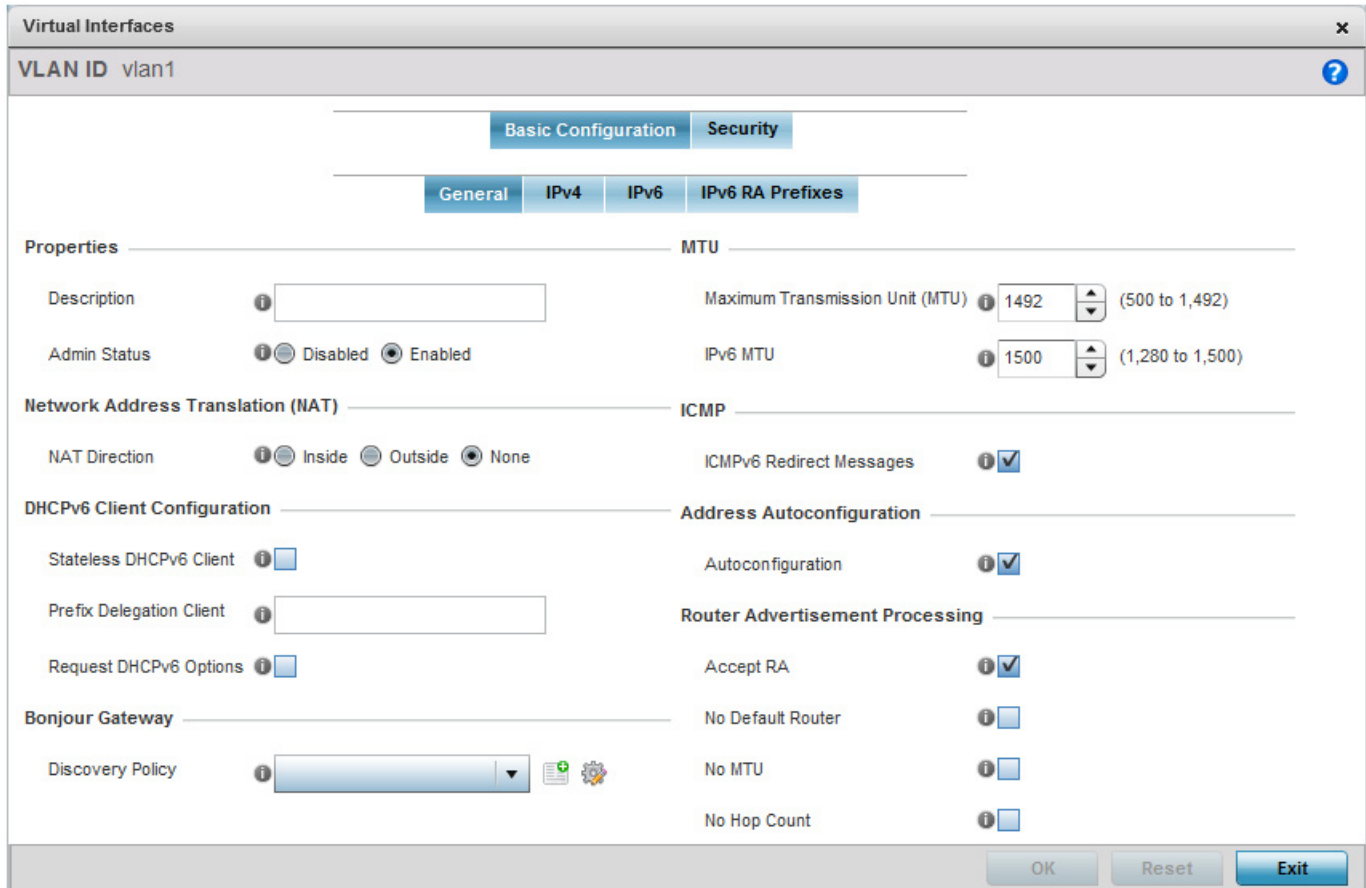 Virtual Interfaces
VLAN ID vlan1
Basic Configuration Security
General IPv4 IPv6 IPv6 RA Prefixes
Properties
Description
Admin Status Disabled Enabled
Network Address Translation (NAT)
NAT Direction Inside Outside None
DHCPv6 Client Configuration
Stateless DHCPv6 Client
Prefix Delegation Client
Request DHCPv6 Options
Bonjour Gateway
Discovery Policy
MTU
Maximum Transmission Unit (MTU) 1492 (500 to 1,492)
IPv6 MTU 1500 (1,280 to 1,500)
ICMP
ICMPv6 Redirect Messages
Address Autoconfiguration
Autoconfiguration
Router Advertisement Processing
Accept RA
No Default Router
No MTU
No Hop Count
OK Reset Exit